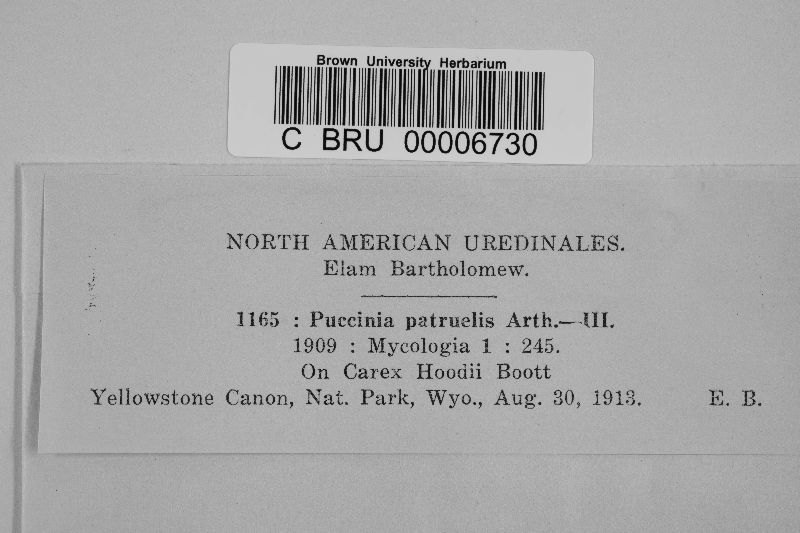 Brown University Herbarium
C BRU 00006730
NORTH AMERICAN UREDINALES.
Elam Bartholomew.
1165 : Puccinia patruelis Arth.—III.
1909 : Mycologia 1 : 245.
On Carex Hoodii Boott
Yellowstone Canon, Nat. Park, Wyo., Aug. 30, 1913. E. B.